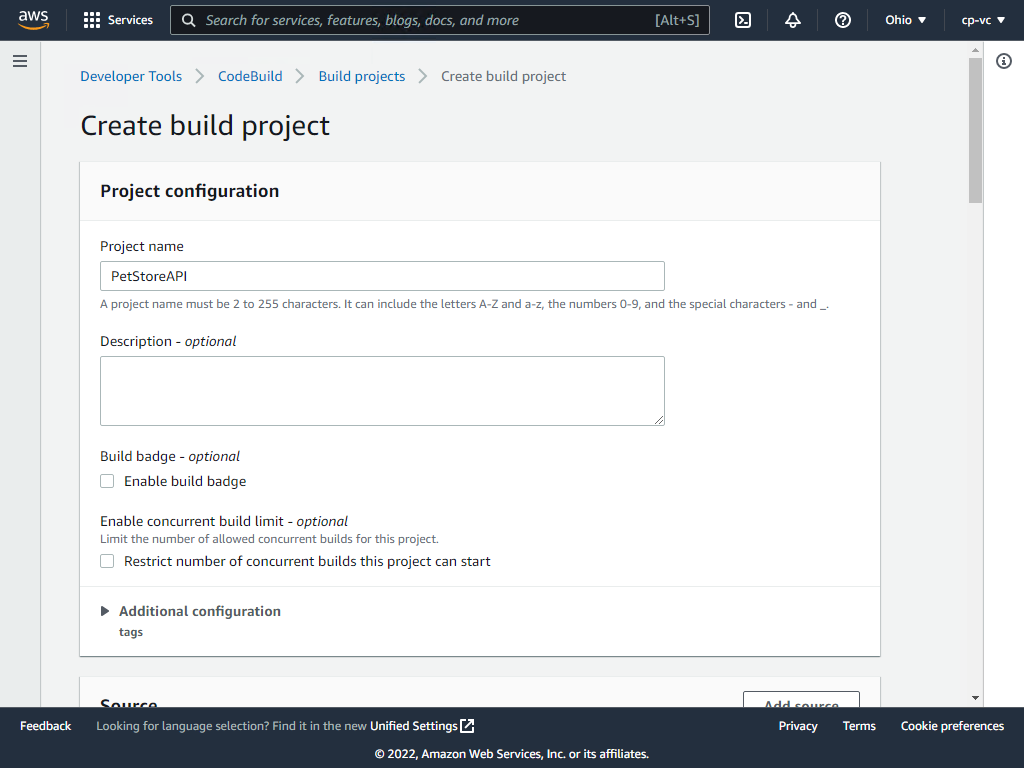 aws Services Search for services, features, blogs, docs, and more [Alt+S] Ohio ▼ cp-vc ▼
Developer Tools > CodeBuild > Build projects > Create build project
Create build project
Project configuration
Project name
PetStoreAPI
A project name must be 2 to 255 characters. It can include the letters A-Z and a-z, the numbers 0-9, and the special characters - and _.
Description - optional
Build badge - optional
Enable build badge
Enable concurrent build limit - optional
Limit the number of allowed concurrent builds for this project.
Restrict number of concurrent builds this project can start
Additional configuration
tags
Source Add source
Feedback Looking for language selection? Find it in the new Unified Settings Privacy Terms Cookie preferences
© 2022, Amazon Web Services, Inc. or its affiliates.